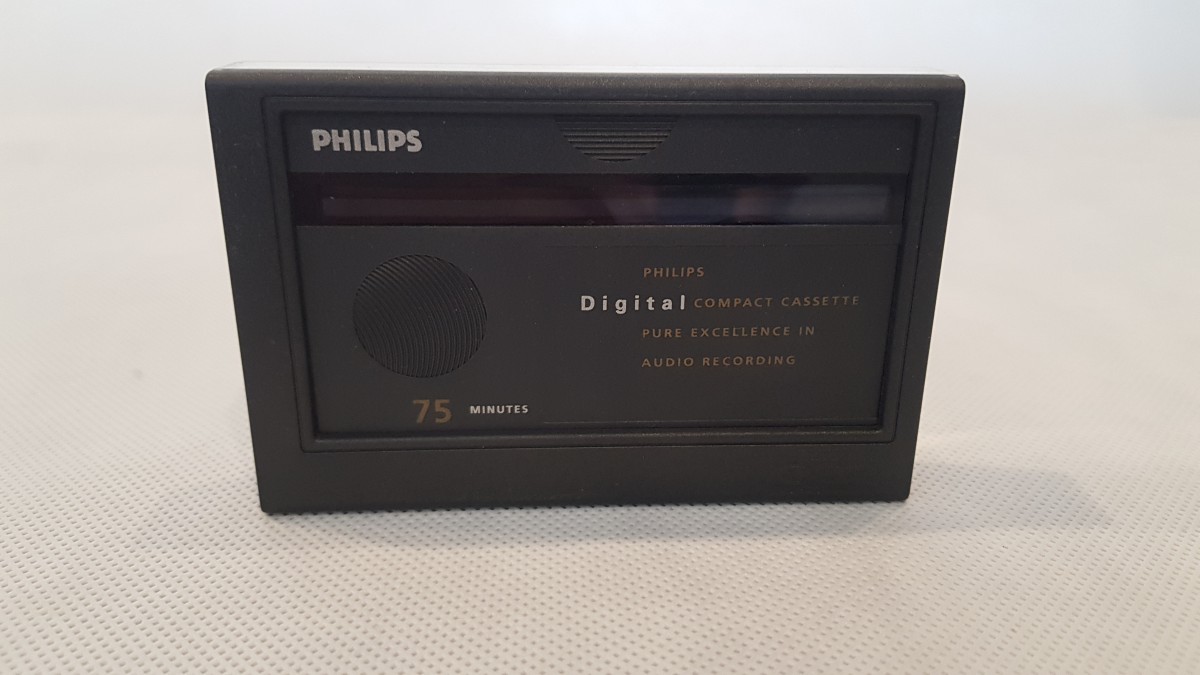 PHILIPS
PHILIPS
Digital COMPACT CASSETTE
PURE EXCELLENCE IN
AUDIO RECORDING
75 MINUTES